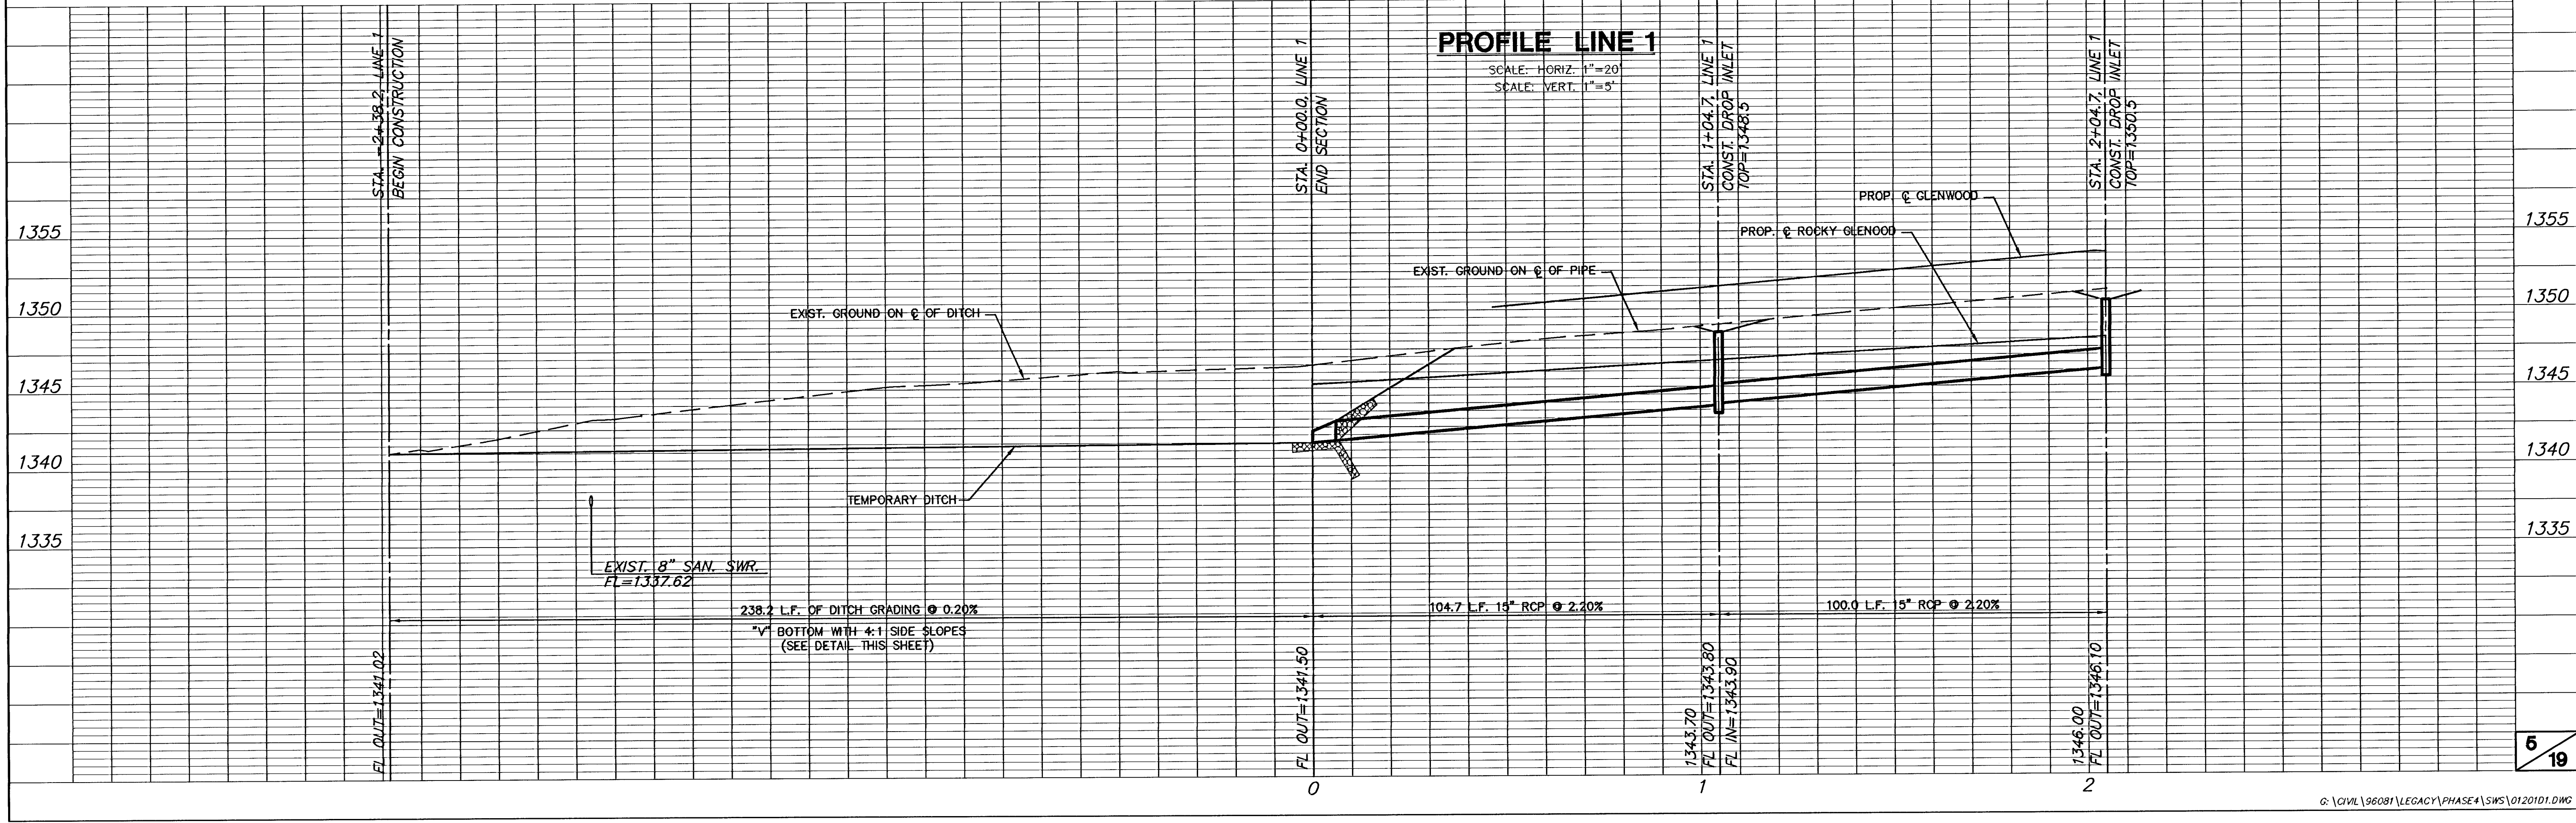 PROFILE LINE 1
SCALE: HORIZ. 1"=20'
SCALE: VERT. 1"=5'
STA. -2+38.2, LINE 1
BEGIN CONSTRUCTION
STA. 0+00.0, LINE 1
END SECTION
STA. 1+04.7, LINE 1
CONST. DROP INLET
TOP=1348.5
STA. 2+04.7, LINE 1
CONST. DROP INLET
TOP=1350.5
PROP. ℄ GLENWOOD
PROP. ℄ ROCKY GLENOOD
EXIST. GROUND ON ℄ OF PIPE
EXIST. GROUND ON ℄ OF DITCH
TEMPORARY DITCH
EXIST. 8" SAN. SWR.
FL=1337.62
1355
1350
1345
1340
1335
1355
1350
1345
1340
1335
238.2 L.F. OF DITCH GRADING @ 0.20%
"V" BOTTOM WITH 4:1 SIDE SLOPES
(SEE DETAIL THIS SHEET)
104.7 L.F. 15" RCP @ 2.20%
100.0 L.F. 15" RCP @ 2.20%
FL OUT=1341.02
FL OUT=1341.50
1343.70
FL OUT=1343.80
FL IN=1343.90
1346.00
FL OUT=1346.10
0
1
2
5
19
G:\CIVIL\96081\LEGACY\PHASE4\SWS\01201D1.DWG